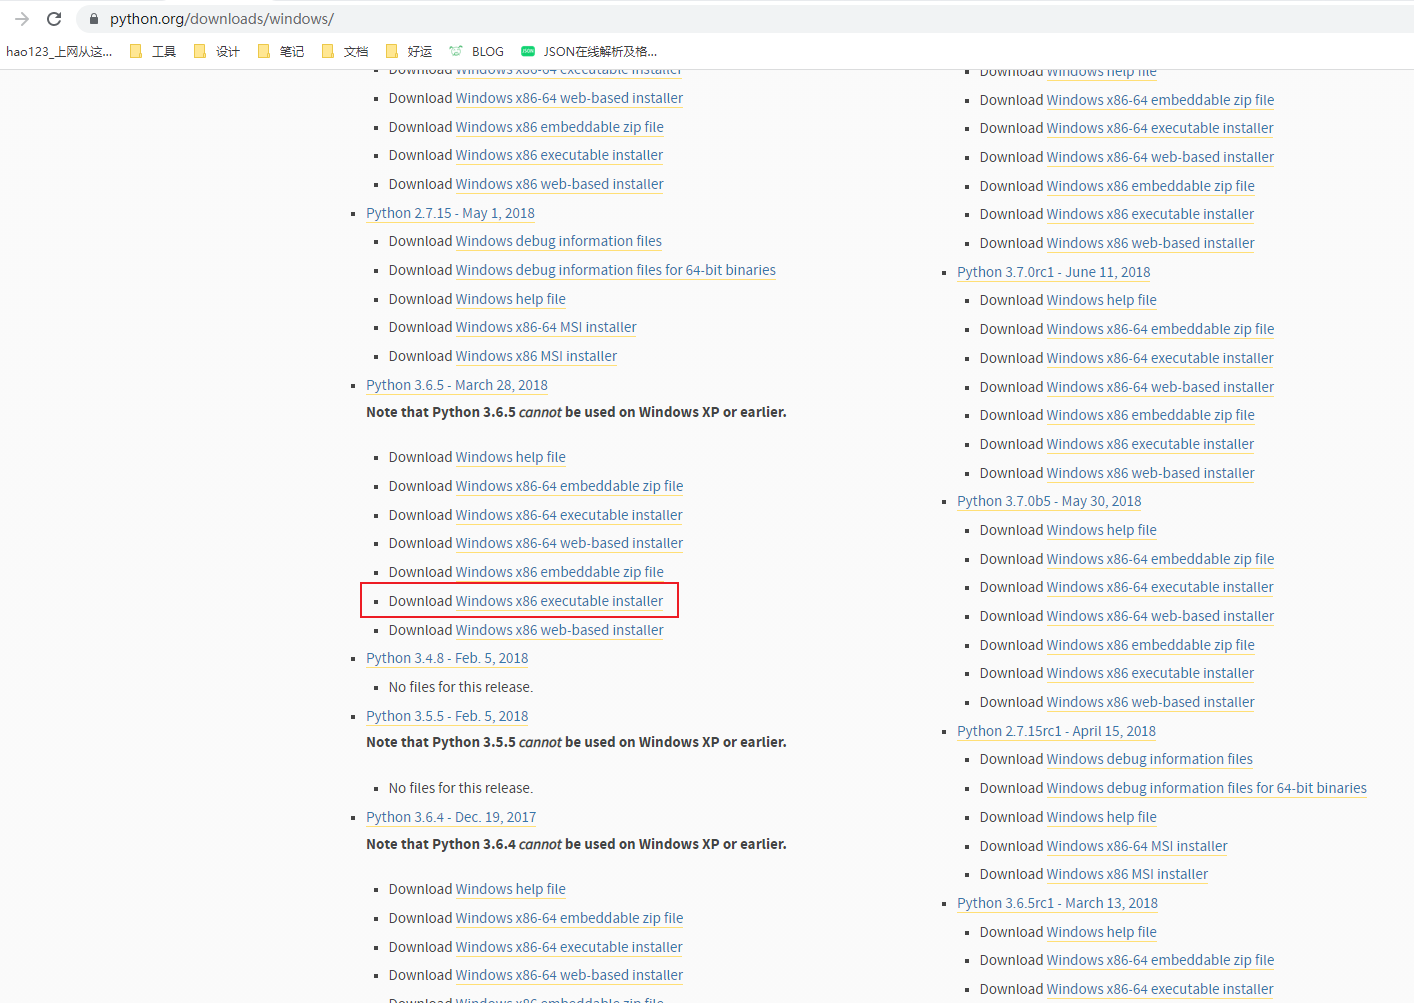 python.org/downloads/windows/
hao123_上网从这...
工具
设计
笔记
文档
好运
BLOG
JSON在线解析及格...
Download Windows x86-64 executable installer
Download Windows x86-64 web-based installer
Download Windows x86 embeddable zip file
Download Windows x86 executable installer
Download Windows x86 web-based installer
Python 2.7.15 - May 1, 2018
Download Windows debug information files
Download Windows debug information files for 64-bit binaries
Download Windows help file
Download Windows x86-64 MSI installer
Download Windows x86 MSI installer
Python 3.6.5 - March 28, 2018
Note that Python 3.6.5 cannot be used on Windows XP or earlier.
Download Windows help file
Download Windows x86-64 embeddable zip file
Download Windows x86-64 executable installer
Download Windows x86-64 web-based installer
Download Windows x86 embeddable zip file
Download Windows x86 executable installer
Download Windows x86 web-based installer
Python 3.4.8 - Feb. 5, 2018
No files for this release.
Python 3.5.5 - Feb. 5, 2018
Note that Python 3.5.5 cannot be used on Windows XP or earlier.
No files for this release.
Python 3.6.4 - Dec. 19, 2017
Note that Python 3.6.4 cannot be used on Windows XP or earlier.
Download Windows help file
Download Windows x86-64 embeddable zip file
Download Windows x86-64 executable installer
Download Windows x86-64 web-based installer
Download Windows x86 embeddable zip file
Download Windows help file
Download Windows x86-64 embeddable zip file
Download Windows x86-64 executable installer
Download Windows x86-64 web-based installer
Download Windows x86 embeddable zip file
Download Windows x86 executable installer
Download Windows x86 web-based installer
Python 3.7.0rc1 - June 11, 2018
Download Windows help file
Download Windows x86-64 embeddable zip file
Download Windows x86-64 executable installer
Download Windows x86-64 web-based installer
Download Windows x86 embeddable zip file
Download Windows x86 executable installer
Download Windows x86 web-based installer
Python 3.7.0b5 - May 30, 2018
Download Windows help file
Download Windows x86-64 embeddable zip file
Download Windows x86-64 executable installer
Download Windows x86-64 web-based installer
Download Windows x86 embeddable zip file
Download Windows x86 executable installer
Download Windows x86 web-based installer
Python 2.7.15rc1 - April 15, 2018
Download Windows debug information files
Download Windows debug information files for 64-bit binaries
Download Windows help file
Download Windows x86-64 MSI installer
Download Windows x86 MSI installer
Python 3.6.5rc1 - March 13, 2018
Download Windows help file
Download Windows x86-64 embeddable zip file
Download Windows x86-64 executable installer